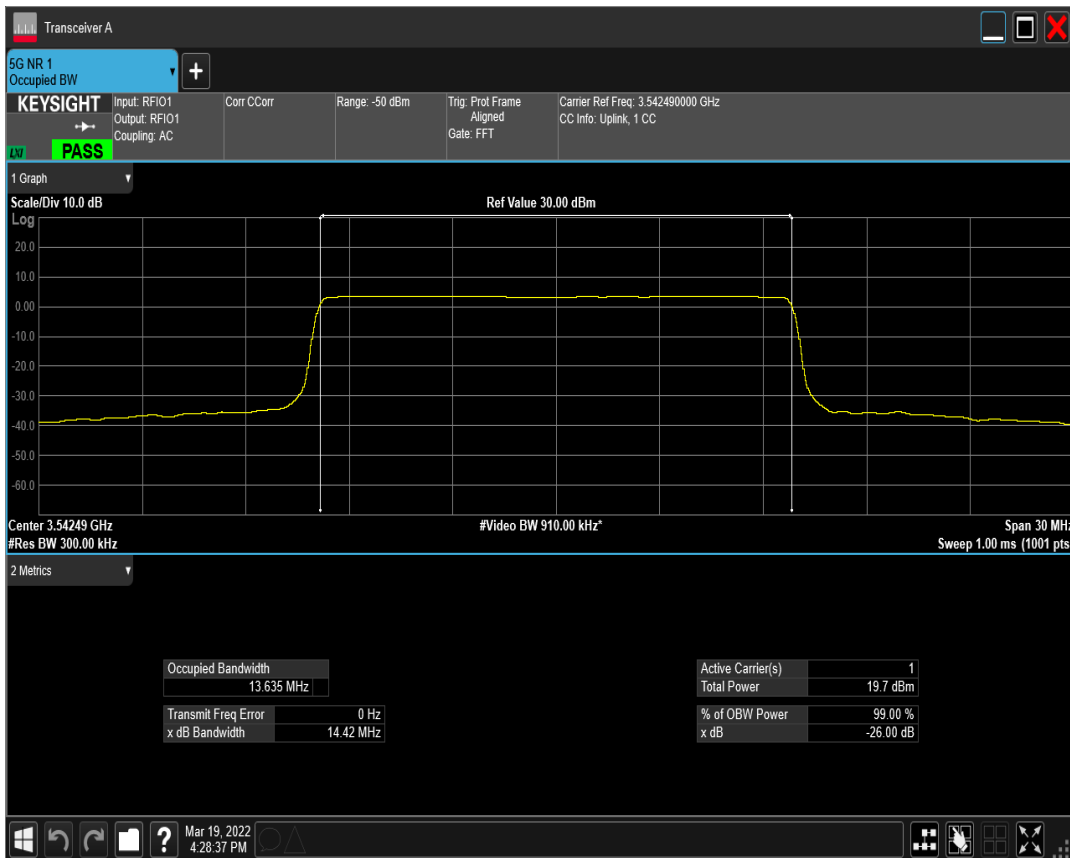 Transceiver A
5G NR 1
Occupied BW
+
KEYSIGHT
LXI
PASS
Input: RFIO1
Output: RFIO1
Coupling: AC
Corr CCorr
Range: -50 dBm
Trig: Prot Frame
Aligned
Gate: FFT
Carrier Ref Freq: 3.542490000 GHz
CC Info: Uplink, 1 CC
1 Graph
Scale/Div 10.0 dB
Ref Value 30.00 dBm
Log
20.0
10.0
0.00
-10.0
-20.0
-30.0
-40.0
-50.0
-60.0
Center 3.54249 GHz
#Video BW 910.00 kHz*
Span 30 MHz
#Res BW 300.00 kHz
Sweep 1.00 ms (1001 pts
2 Metrics
Occupied Bandwidth
13.635 MHz
Transmit Freq Error 0 Hz
x dB Bandwidth 14.42 MHz
Active Carrier(s) 1
Total Power 19.7 dBm
% of OBW Power 99.00 %
x dB -26.00 dB
?
Mar 19, 2022
4:28:37 PM